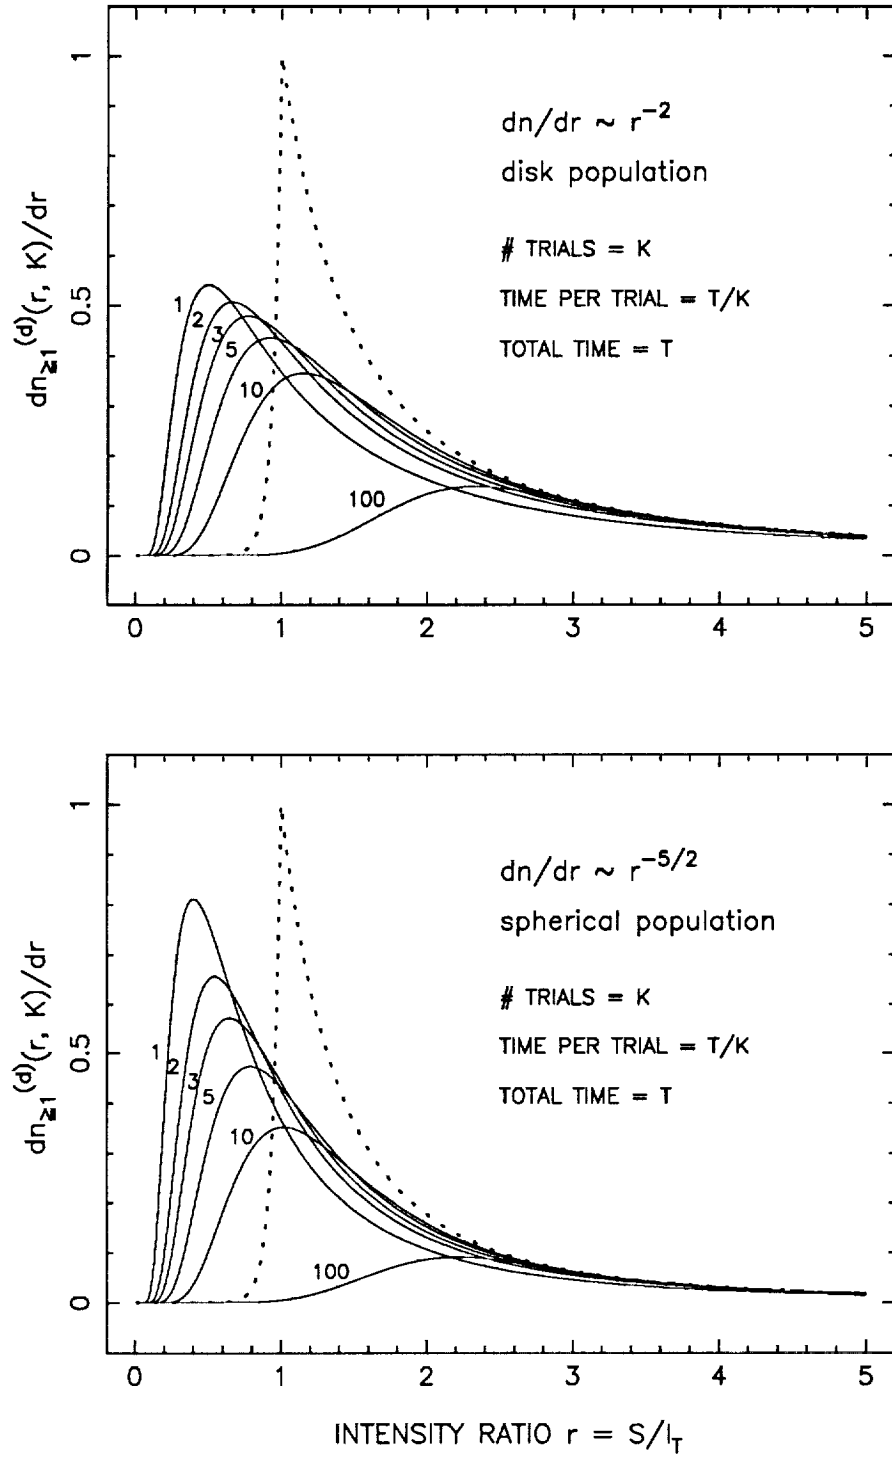 1
0.5
0
dn≧1(d)(r, K)/dr
dn/dr ~ r−2
disk population
# TRIALS = K
TIME PER TRIAL = T/K
TOTAL TIME = T
1
2
3
5
10
100
0 1 2 3 4 5
1
0.5
0
dn≧1(d)(r, K)/dr
dn/dr ~ r−5/2
spherical population
# TRIALS = K
TIME PER TRIAL = T/K
TOTAL TIME = T
1
2
3
5
10
100
0 1 2 3 4 5
INTENSITY RATIO r = S/IT